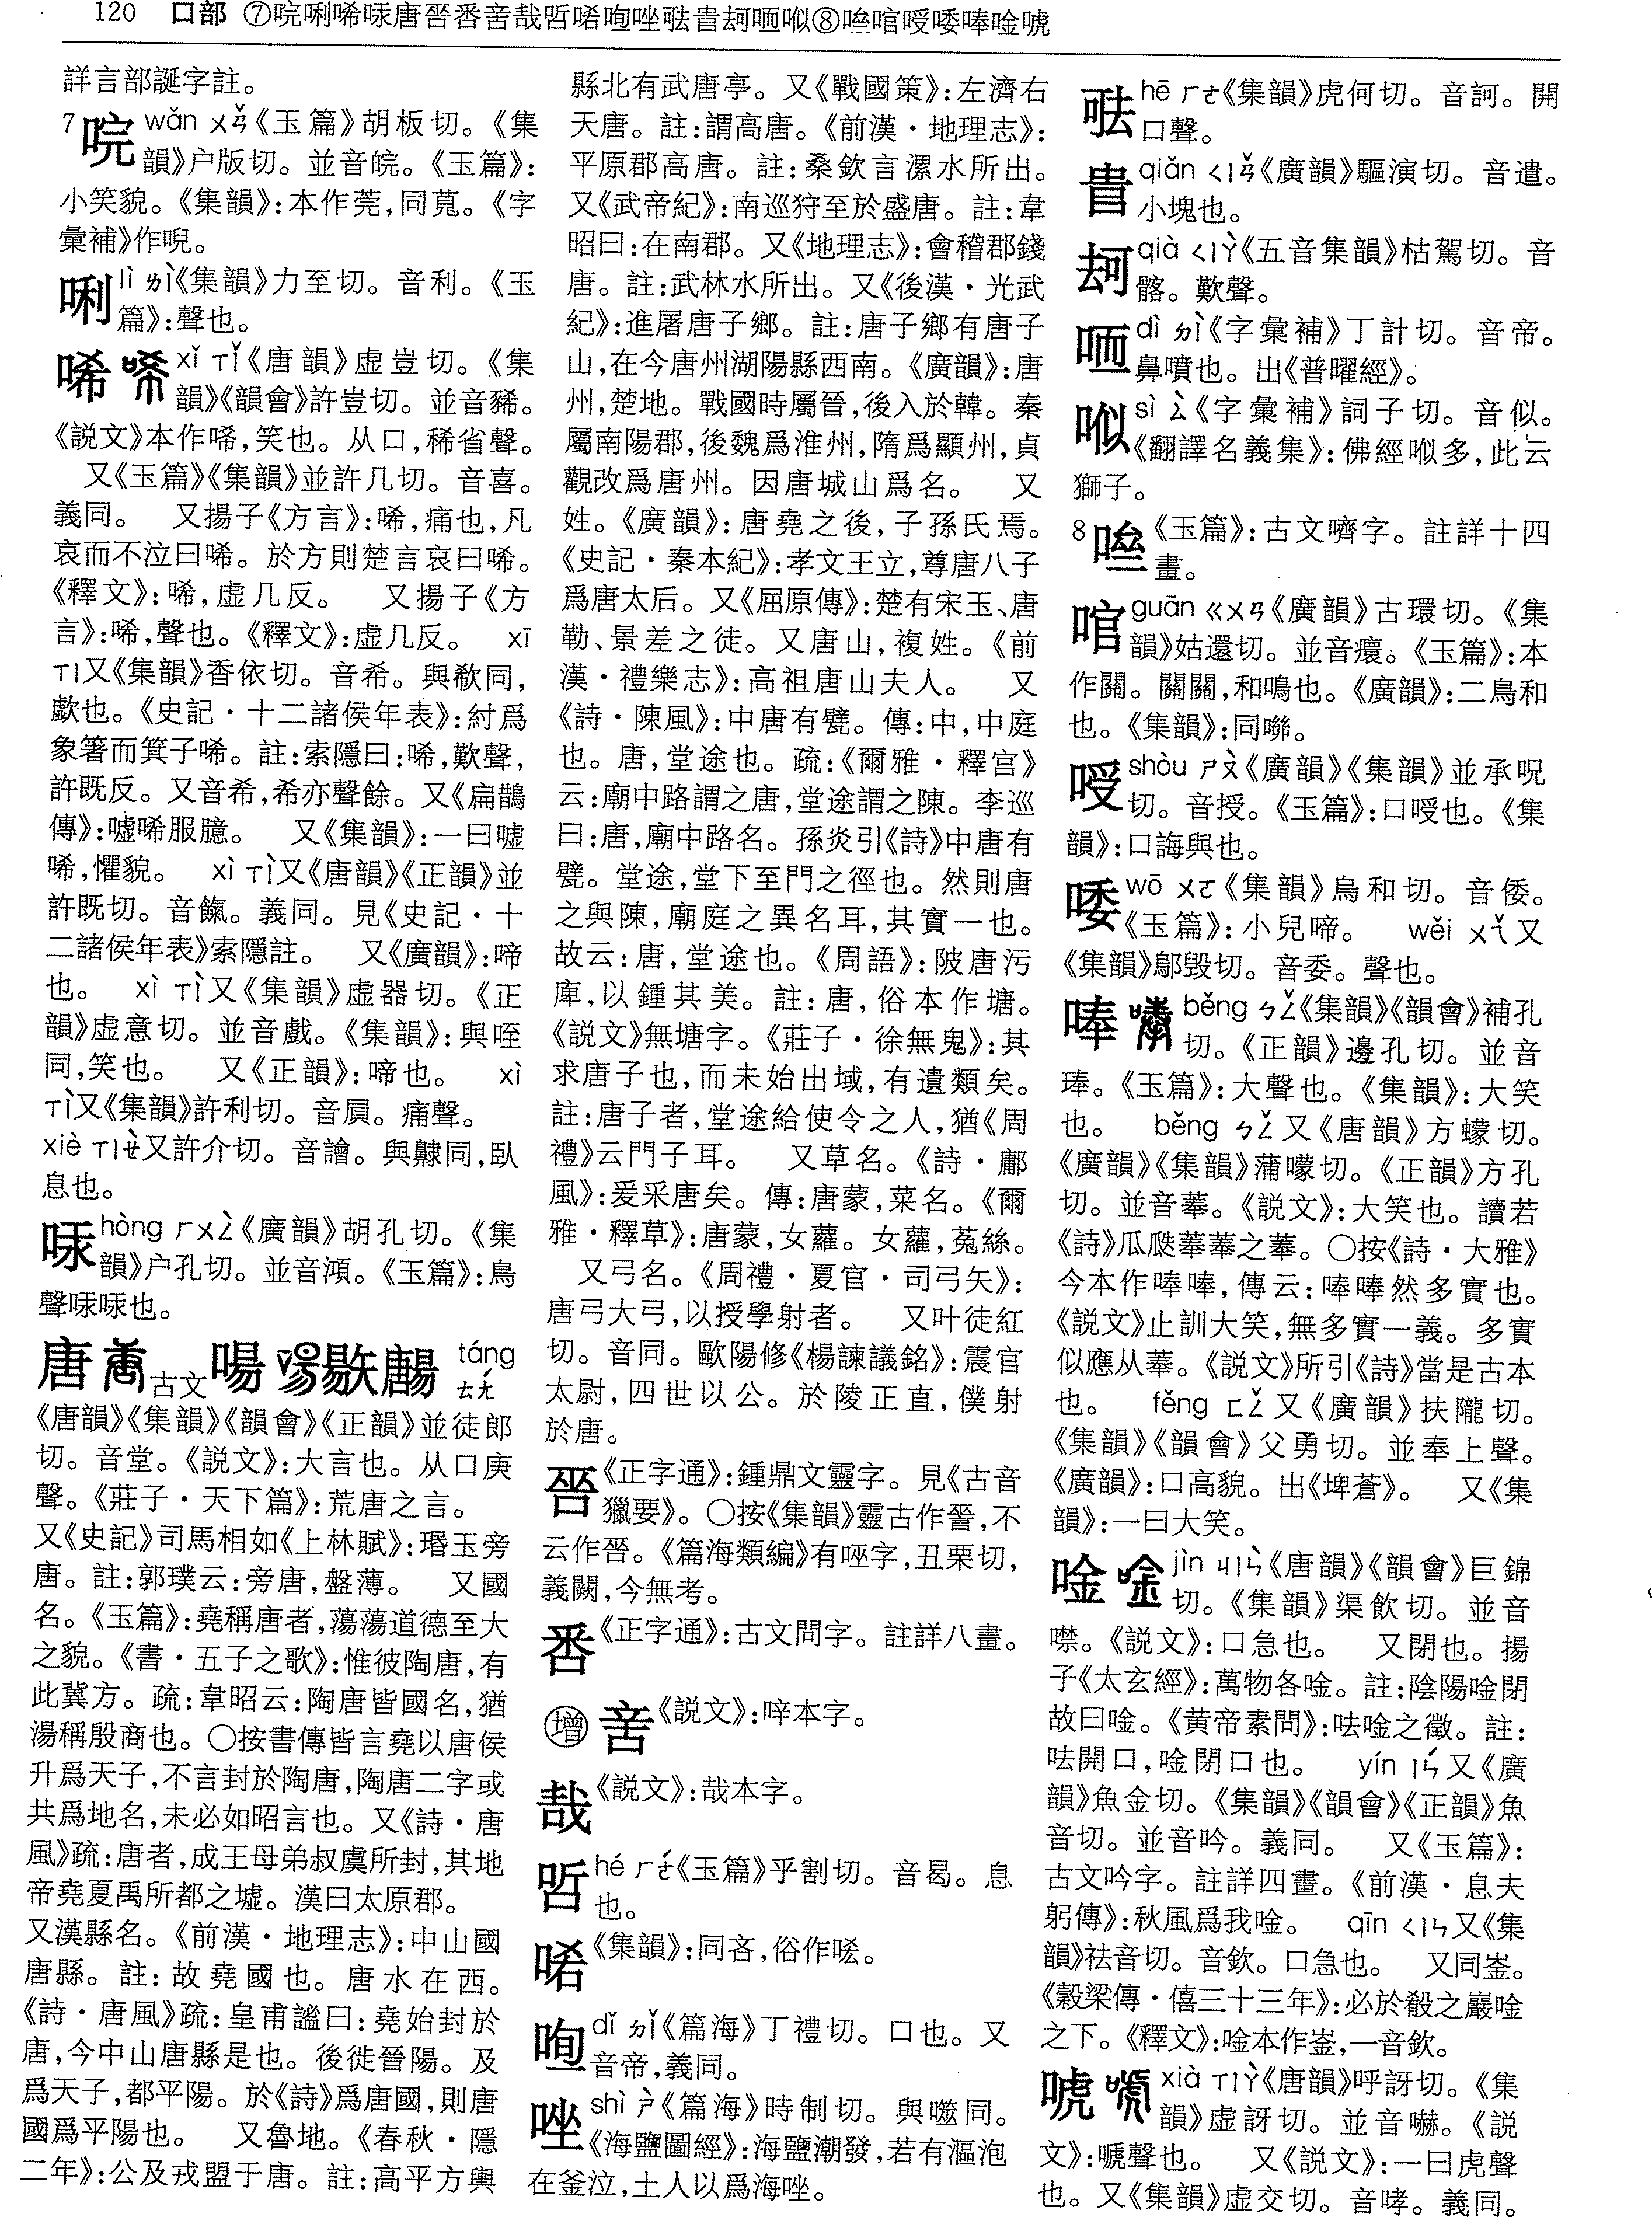 120 口部 ⑦唍唎唏唊唐𠳮𠳵𠱫哉哲唔呁唑㕦𠳋𠳌⑧唫啹㖟唩唪唫唬
詳言部誕字註。
7 唍 wǎn ㄨㄢˇ《玉篇》胡板切。《集
韻》户版切。並音皖。《玉篇》：
小笑貌。《集韻》：本作莞，同莧。《字
彙補》作唲。
唎 lì ㄌㄧˋ《集韻》力至切。音利。《玉
篇》：聲也。
唏 xǐ ㄒㄧˇ《唐韻》虚豈切。《集
韻》《韻會》許豈切。並音豨。
《説文》本作唏，笑也。从口，稀省聲。
又《玉篇》《集韻》並許几切。音喜。
義同。 又揚子《方言》：唏，痛也，凡
哀而不泣曰唏。於方則楚言哀曰唏。
《釋文》：唏，虚几反。 又揚子《方
言》：唏，聲也。《釋文》：虚几反。 xī
ㄒㄧ又《集韻》香依切。音希。與欷同，
歔也。《史記·十二諸侯年表》：紂爲
象箸而箕子唏。註：索隱曰：唏，歎聲，
許既反。又音希，希亦聲餘。又《扁鵲
傳》：嘘唏服臆。 又《集韻》：一曰嘘
唏，懼貌。 xì ㄒㄧˋ又《唐韻》《正韻》並
許既切。音餼。義同。見《史記·十
二諸侯年表》索隱註。 又《廣韻》：啼
也。 xì ㄒㄧˋ又《集韻》虚器切。《正
韻》虚意切。並音戲。《集韻》：與咥
同，笑也。 又《正韻》：啼也。 xì
ㄒㄧˋ又《集韻》許利切。音屓。痛聲。
xiè ㄒㄧㄝˋ又許介切。音譮。與齂同，臥
息也。
hòng ㄏㄨㄥˋ《廣韻》胡孔切。《集
韻》户孔切。並音澒。《玉篇》：鳥
聲也。
唐 古文 啺 táng
ㄊㄤˊ
《唐韻》《集韻》《韻會》《正韻》並徒郎
切。音堂。《説文》：大言也。从口庚
聲。《莊子·天下篇》：荒唐之言。
又《史記》司馬相如《上林賦》：瑉玉旁
唐。註：郭璞云：旁唐，盤薄。 又國
名。《玉篇》：堯稱唐者，蕩蕩道德至大
之貌。《書·五子之歌》：惟彼陶唐，有
此冀方。疏：韋昭云：陶唐皆國名，猶
湯稱殷商也。○按書傳皆言堯以唐侯
升爲天子，不言封於陶唐，陶唐二字或
共爲地名，未必如昭言也。又《詩·唐
風》疏：唐者，成王母弟叔虞所封，其地
帝堯夏禹所都之墟。漢曰太原郡。
又漢縣名。《前漢·地理志》：中山國
唐縣。註：故堯國也。唐水在西。
《詩·唐風》疏：皇甫謐曰：堯始封於
唐，今中山唐縣是也。後徙晉陽。及
爲天子，都平陽。於《詩》爲唐國，則唐
國爲平陽也。 又魯地。《春秋·隱
二年》：公及戎盟于唐。註：高平方輿
縣北有武唐亭。又《戰國策》：左濟右
天唐。註：謂高唐。《前漢·地理志》：
平原郡高唐。註：桑欽言漯水所出。
又《武帝紀》：南巡狩至於盛唐。註：韋
昭曰：在南郡。又《地理志》：會稽郡錢
唐。註：武林水所出。又《後漢·光武
紀》：進屠唐子鄉。註：唐子鄉有唐子
山，在今唐州湖陽縣西南。《廣韻》：唐
州，楚地。戰國時屬晉，後入於韓。秦
屬南陽郡，後魏爲淮州，隋爲顯州，貞
觀改爲唐州。因唐城山爲名。 又
姓。《廣韻》：唐堯之後，子孫氏焉。
《史記·秦本紀》：孝文王立，尊唐八子
爲唐太后。又《屈原傳》：楚有宋玉、唐
勒、景差之徒。又唐山，複姓。《前
漢·禮樂志》：高祖唐山夫人。 又
《詩·陳風》：中唐有甓。傳：中，中庭
也。唐，堂途也。疏：《爾雅·釋宫》
云：廟中路謂之唐，堂途謂之陳。李巡
曰：唐，廟中路名。孫炎引《詩》中唐有
甓。堂途，堂下至門之徑也。然則唐
之與陳，廟庭之異名耳，其實一也。
故云：唐，堂途也。《周語》：陂唐污
庳，以鍾其美。註：唐，俗本作塘。
《説文》無塘字。《莊子·徐無鬼》：其
求唐子也，而未始出域，有遺類矣。
註：唐子者，堂途給使令之人，猶《周
禮》云門子耳。 又草名。《詩·鄘
風》：爰采唐矣。傳：唐蒙，菜名。《爾
雅·釋草》：唐蒙，女蘿。女蘿，菟絲。
又弓名。《周禮·夏官·司弓矢》：
唐弓大弓，以授學射者。 又叶徒紅
切。音同。歐陽修《楊諫議銘》：震官
太尉，四世以公。於陵正直，僕射
於唐。
《正字通》：鍾鼎文靈字。見《古音
獵要》。○按《集韻》靈古作𠳄，不
云作㗂。《篇海類編》有㖶字，丑栗切，
義闕，今無考。
《正字通》：古文問字。註詳八畫。
增 《説文》：啐本字。
《説文》：哉本字。
hé ㄏㄜˊ《玉篇》乎割切。音曷。息
也。
《集韻》：同吝，俗作𠳄。
dǐ ㄉㄧˇ《篇海》丁禮切。口也。又
音帝，義同。
唑 shì ㄕˋ《篇海》時制切。與噬同。
《海鹽圖經》：海鹽潮發，若有漚泡
在釜泣，土人以爲海唑。
hē ㄏㄜ《集韻》虎何切。音訶。開
口聲。
qiǎn ㄑㄧㄢˇ《廣韻》驅演切。音遣。
小塊也。
qià ㄑㄧㄚˋ《五音集韻》枯駕切。音
髂。歎聲。
dì ㄉㄧˋ《字彙補》丁計切。音帝。
鼻噴也。出《普曜經》。
sì ㄙˋ《字彙補》詞子切。音似。
《翻譯名義集》：佛經㕽多，此云
獅子。
8 《玉篇》：古文嚌字。註詳十四
畫。
guān ㄍㄨㄢ《廣韻》古環切。《集
韻》姑還切。並音癏。《玉篇》：本
作關。關關，和鳴也。《廣韻》：二鳥和
也。《集韻》：同𠴨。
㖟 shòu ㄕㄡˋ《廣韻》《集韻》並承呪
切。音授。《玉篇》：口㖟也。《集
韻》：口誨與也。
唩 wō ㄨㄛ《集韻》烏和切。音倭。
《玉篇》：小兒啼。 wěi ㄨㄟˇ又
《集韻》鄔毁切。音委。聲也。
唪 běng ㄅㄥˇ《集韻》《韻會》補孔
切。《正韻》邊孔切。並音
琫。《玉篇》：大聲也。《集韻》：大笑
也。 běng ㄅㄥˇ又《唐韻》方蠓切。
《廣韻》《集韻》蒲嚎切。《正韻》方孔
切。並音菶。《説文》：大笑也。讀若
《詩》瓜瓞菶菶之菶。○按《詩·大雅》
今本作唪唪，傳云：唪唪然多實也。
《説文》止訓大笑，無多實一義。多實
似應从菶。《説文》所引《詩》當是古本
也。 fěng ㄈㄥˇ又《廣韻》扶隴切。
《集韻》《韻會》父勇切。並奉上聲。
《廣韻》：口高貌。出《埤蒼》。 又《集
韻》：一曰大笑。
唫 jìn ㄐㄧㄣˋ《唐韻》《韻會》巨錦
切。《集韻》渠飲切。並音
噤。《説文》：口急也。 又閉也。揚
子《太玄經》：萬物各唫。註：陰陽唫閉
故曰唫。《黄帝素問》：呿唫之徵。註：
呿開口，唫閉口也。 yín ㄧㄣˊ又《廣
韻》魚金切。《集韻》《韻會》《正韻》魚
音切。並音吟。義同。 又《玉篇》：
古文吟字。註詳四畫。《前漢·息夫
躬傳》：秋風爲我唫。 qīn ㄑㄧㄣ又《集
韻》祛音切。音欽。口急也。 又同崟。
《穀梁傳·僖三十三年》：必於殽之巖唫
之下。《釋文》：唫本作崟，一音欽。
唬 xià ㄒㄧㄚˋ《唐韻》呼訝切。《集
韻》虚訝切。並音嚇。《説
文》：嗁聲也。 又《説文》：一曰虎聲
也。又《集韻》虚交切。音哮。義同。